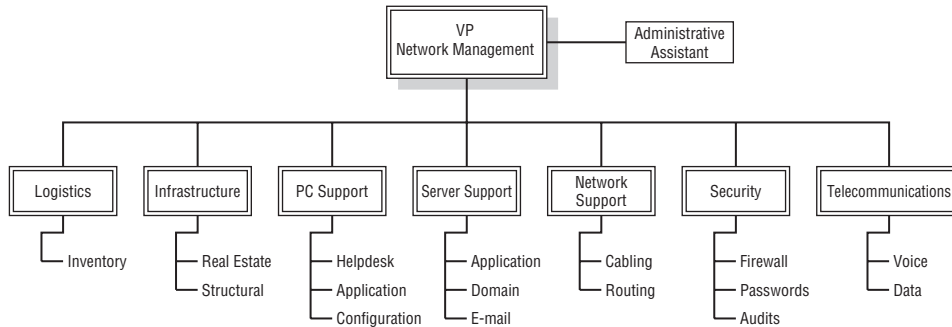 VP
Network Management
Administrative
Assistant
Logistics
Infrastructure
PC Support
Server Support
Network
Support
Security
Telecommunications
Inventory
Real Estate
Structural
Helpdesk
Application
Configuration
Application
Domain
E-mail
Cabling
Routing
Firewall
Passwords
Audits
Voice
Data